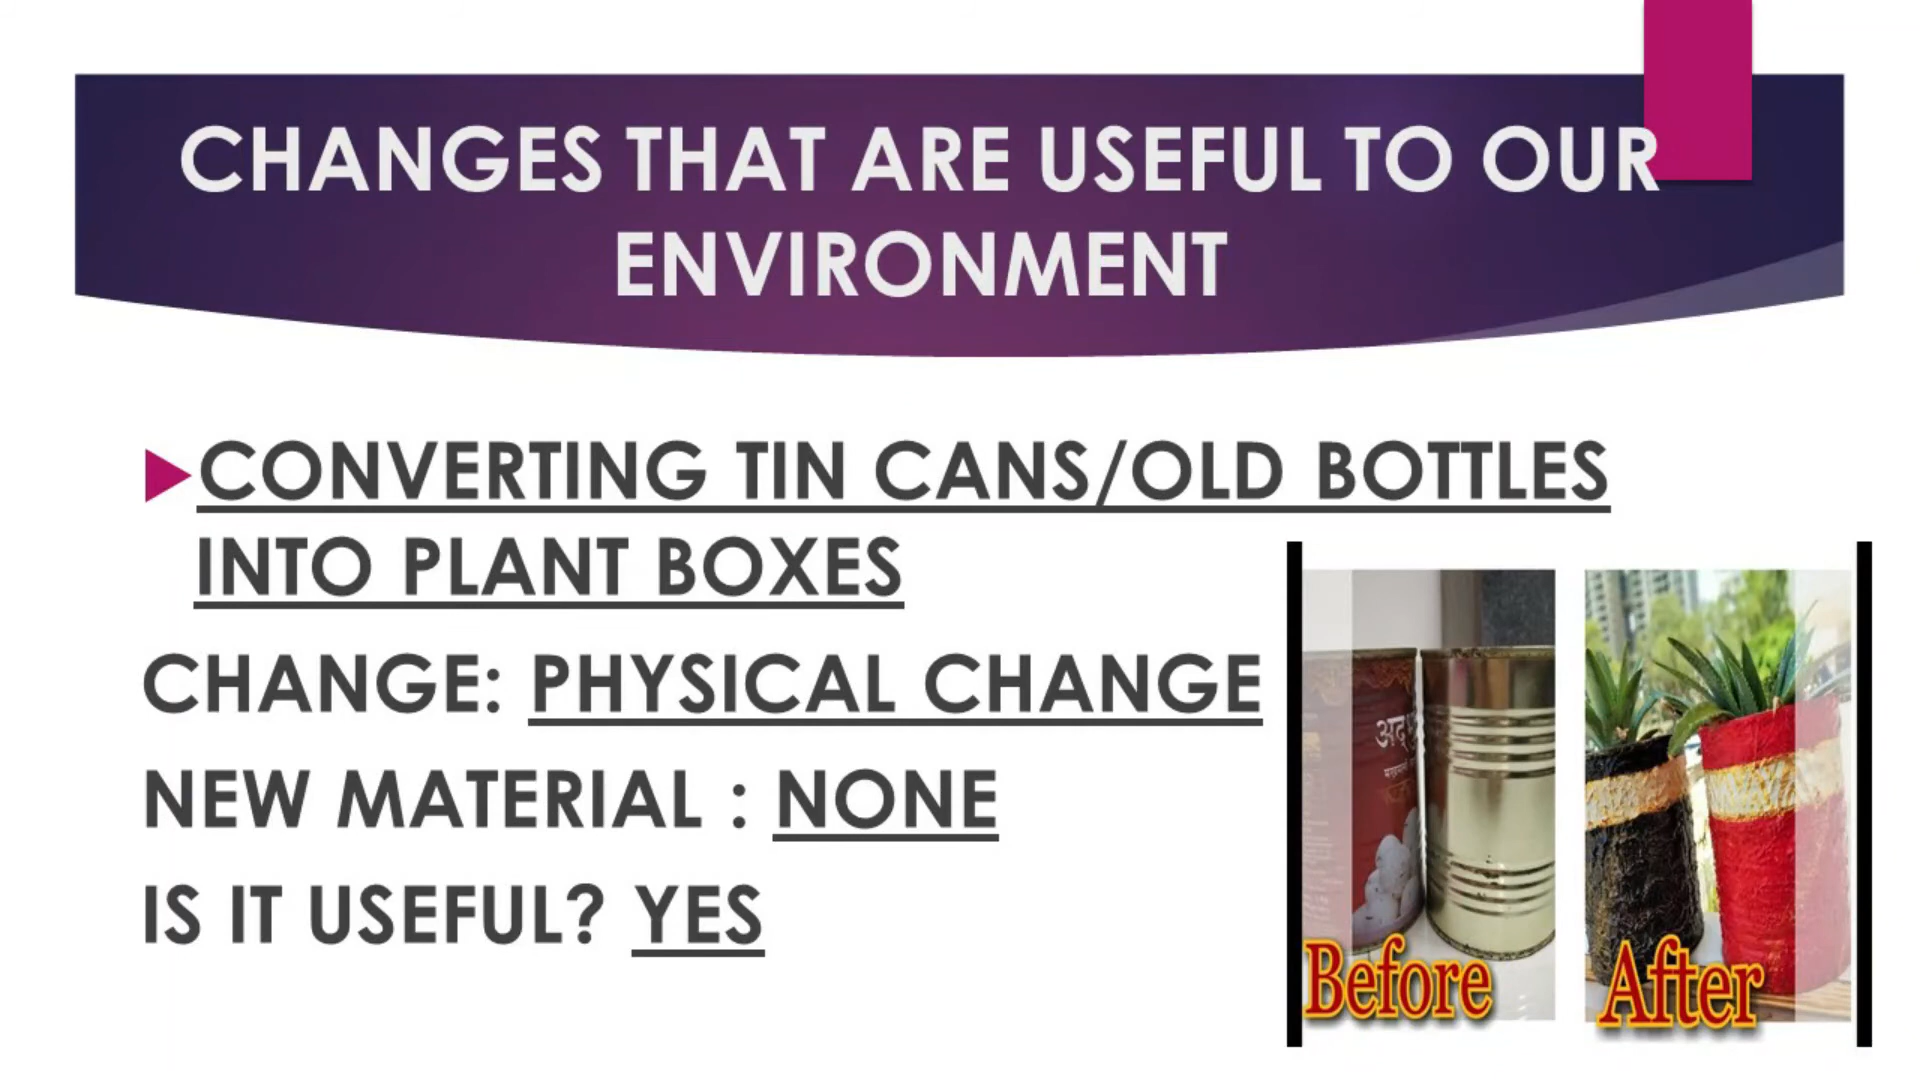 CHANGES THAT ARE USEFUL TO OUR
ENVIRONMENT
CONVERTING TIN CANS/OLD BOTTLES
INTO PLANT BOXES
CHANGE: PHYSICAL CHANGE
NEW MATERIAL : NONE
IS IT USEFUL? YES
Before
After